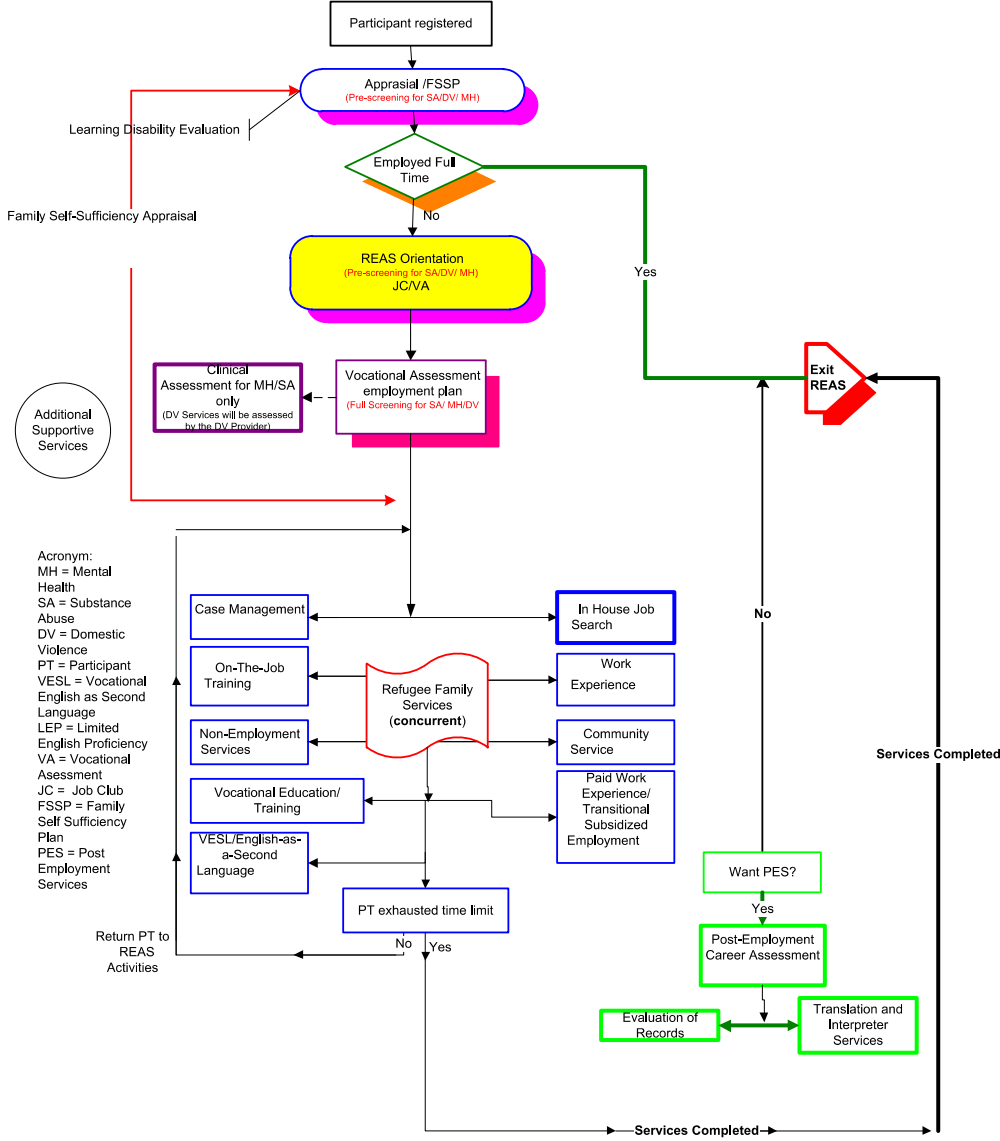 Participant registered
Apprasial /FSSP
(Pre-screening for SA/DV/ MH)
Learning Disability Evaluation
Employed Full
Time
No
Family Self-Sufficiency Appraisal
REAS Orientation
(Pre-screening for SA/DV/ MH)
JC/VA
Yes
Clinical
Assessment for MH/SA
only
(DV Services will be assessed
by the DV Provider)
Vocational Assessment
employment plan
(Full Screening for SA/ MH/DV
Exit
REAS
Additional
Supportive
Services
Acronym:
MH = Mental
Health
SA = Substance
Abuse
DV = Domestic
Violence
PT = Participant
VESL = Vocational
English as Second
Language
LEP = Limited
English Proficiency
VA = Vocational
Asessment
JC =  Job Club
FSSP = Family
Self Sufficiency
Plan
PES = Post
Employment
Services
Case Management
In House Job
Search
On-The-Job
Training
Work
Experience
Refugee Family
Services
(concurrent)
Non-Employment
Services
Community
Service
Vocational Education/
Training
Paid Work
Experience/
Transitional
Subsidized
Employment
VESL/English-as-
a-Second
Language
PT exhausted time limit
No
Yes
Return PT to
REAS
Activities
No
Services Completed
Want PES?
Yes
Post-Employment
Career Assessment
Evaluation of
Records
Translation and
Interpreter
Services
Services Completed